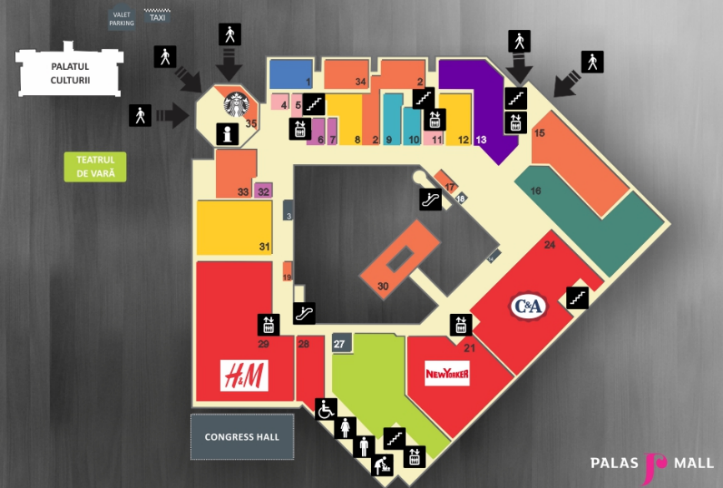 VALET
PARKING
TAXI
PALATUL
CULTURII
TEATRUL
DE VARĂ
i
35
1
34
2
4
5
6
7
8
2
9
10
11
12
13
15
16
33
32
31
3
17
18
19
30
24
C&A
29
H&M
28
27
21
NEWYORKER
CONGRESS HALL
PALAS MALL